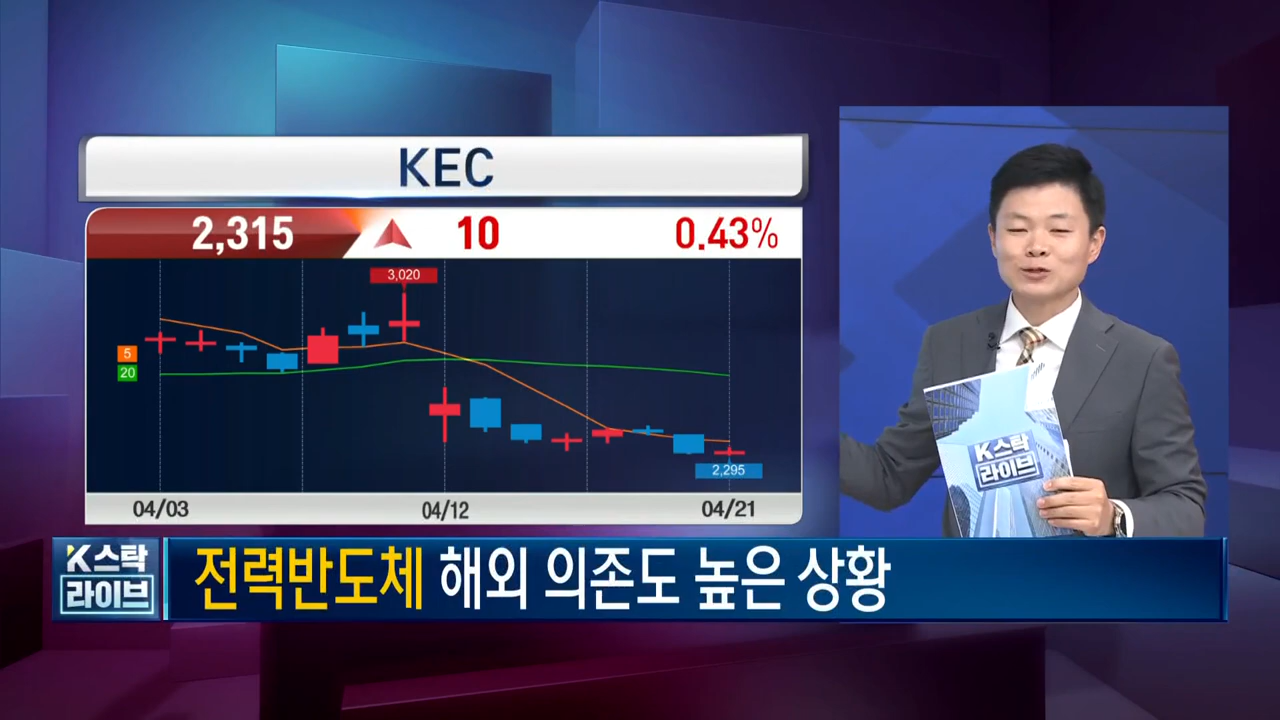 KEC
2,315 10 0.43%
3,020
5
20
2,295
04/03 04/12 04/21
K스탁
라이브
K스탁
라이브
전력반도체 해외 의존도 높은 상황